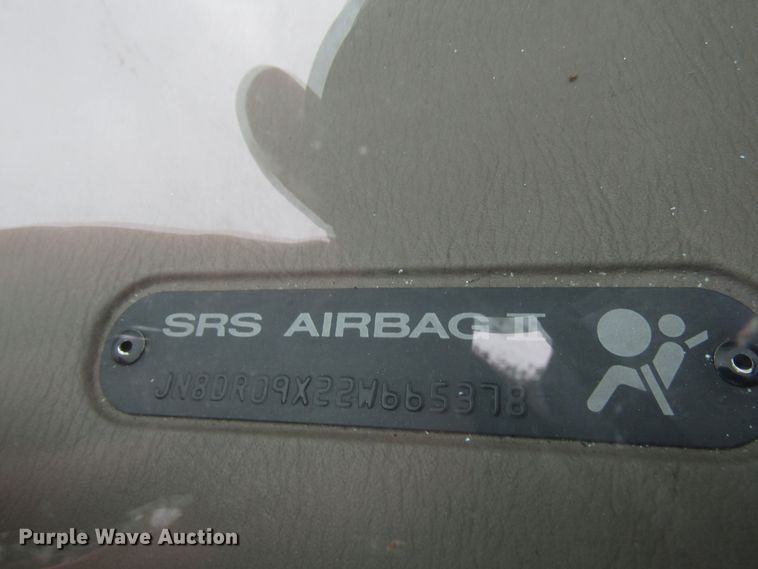 SRS AIRBAG II
JN8DR09X22W665378
Purple Wave Auction®